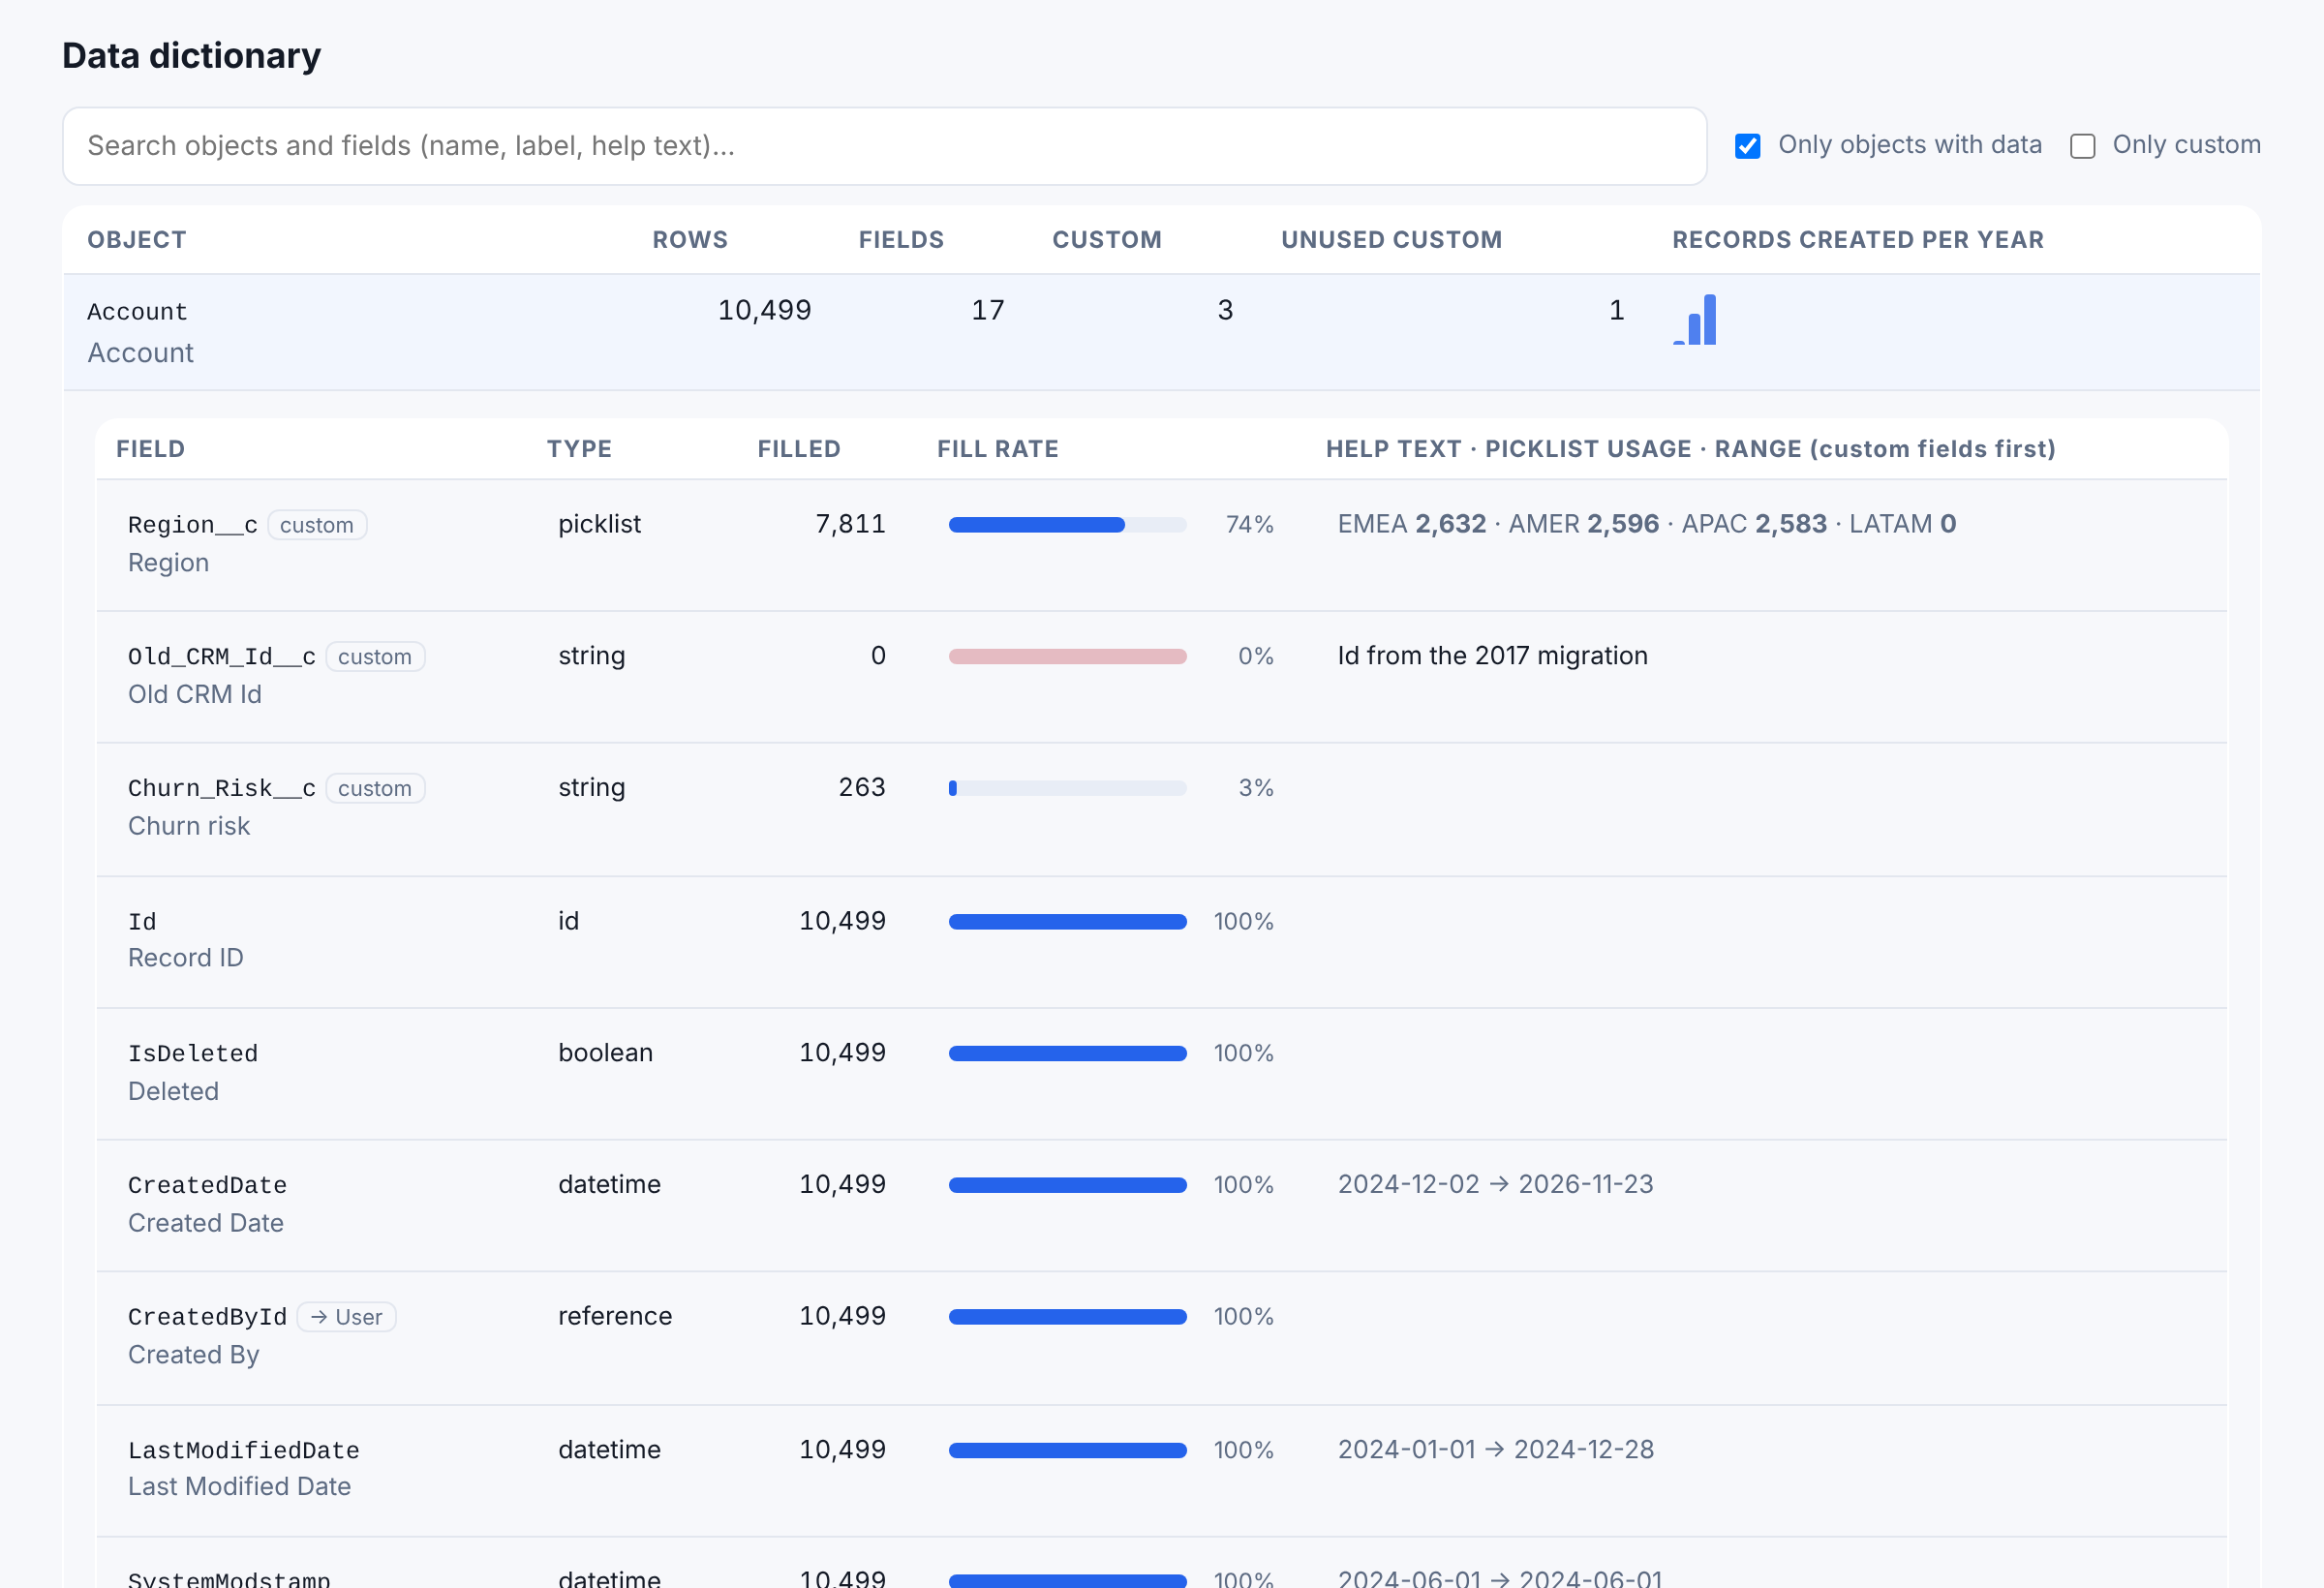 Data dictionary
Search objects and fields (name, label, help text)... Only objects with data Only custom
OBJECT ROWS FIELDS CUSTOM UNUSED CUSTOM RECORDS CREATED PER YEAR
Account 10,499 17 3 1
Account
FIELD TYPE FILLED FILL RATE HELP TEXT · PICKLIST USAGE · RANGE (custom fields first)
Region__c custom picklist 7,811 74% EMEA 2,632 · AMER 2,596 · APAC 2,583 · LATAM 0
Region
Old_CRM_Id__c custom string 0 0% Id from the 2017 migration
Old CRM Id
Churn_Risk__c custom string 263 3%
Churn risk
Id id 10,499 100%
Record ID
IsDeleted boolean 10,499 100%
Deleted
CreatedDate datetime 10,499 100% 2024-12-02 → 2026-11-23
Created Date
CreatedById → User reference 10,499 100%
Created By
LastModifiedDate datetime 10,499 100% 2024-01-01 → 2024-12-28
Last Modified Date
SystemModstamp datetime 10,499 100% 2024-06-01 → 2024-06-01